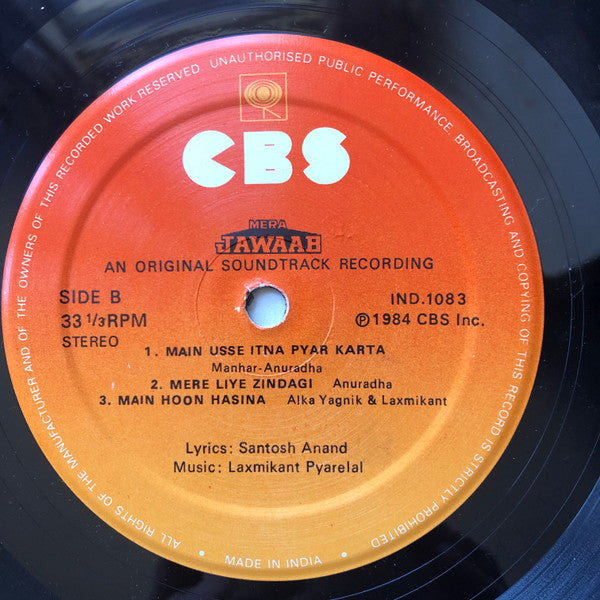 ALL RIGHTS OF THE MANUFACTURER AND OF THE OWNERS OF THIS RECORDED WORK RESERVED UNAUTHORISED PUBLIC PERFORMANCE BROADCASTING AND COPYING OF THIS RECORD IS STRICTLY PROHIBITED
CBS
MERA
JAWAAB
AN ORIGINAL SOUNDTRACK RECORDING
SIDE B IND.1083
33 1/3 RPM ℗ 1984 CBS Inc.
STEREO
1. MAIN USSE ITNA PYAR KARTA
Manhar-Anuradha
2. MERE LIYE ZINDAGI Anuradha
3. MAIN HOON HASINA Alka Yagnik & Laxmikant
Lyrics: Santosh Anand
Music: Laxmikant Pyarelal
• MADE IN INDIA •